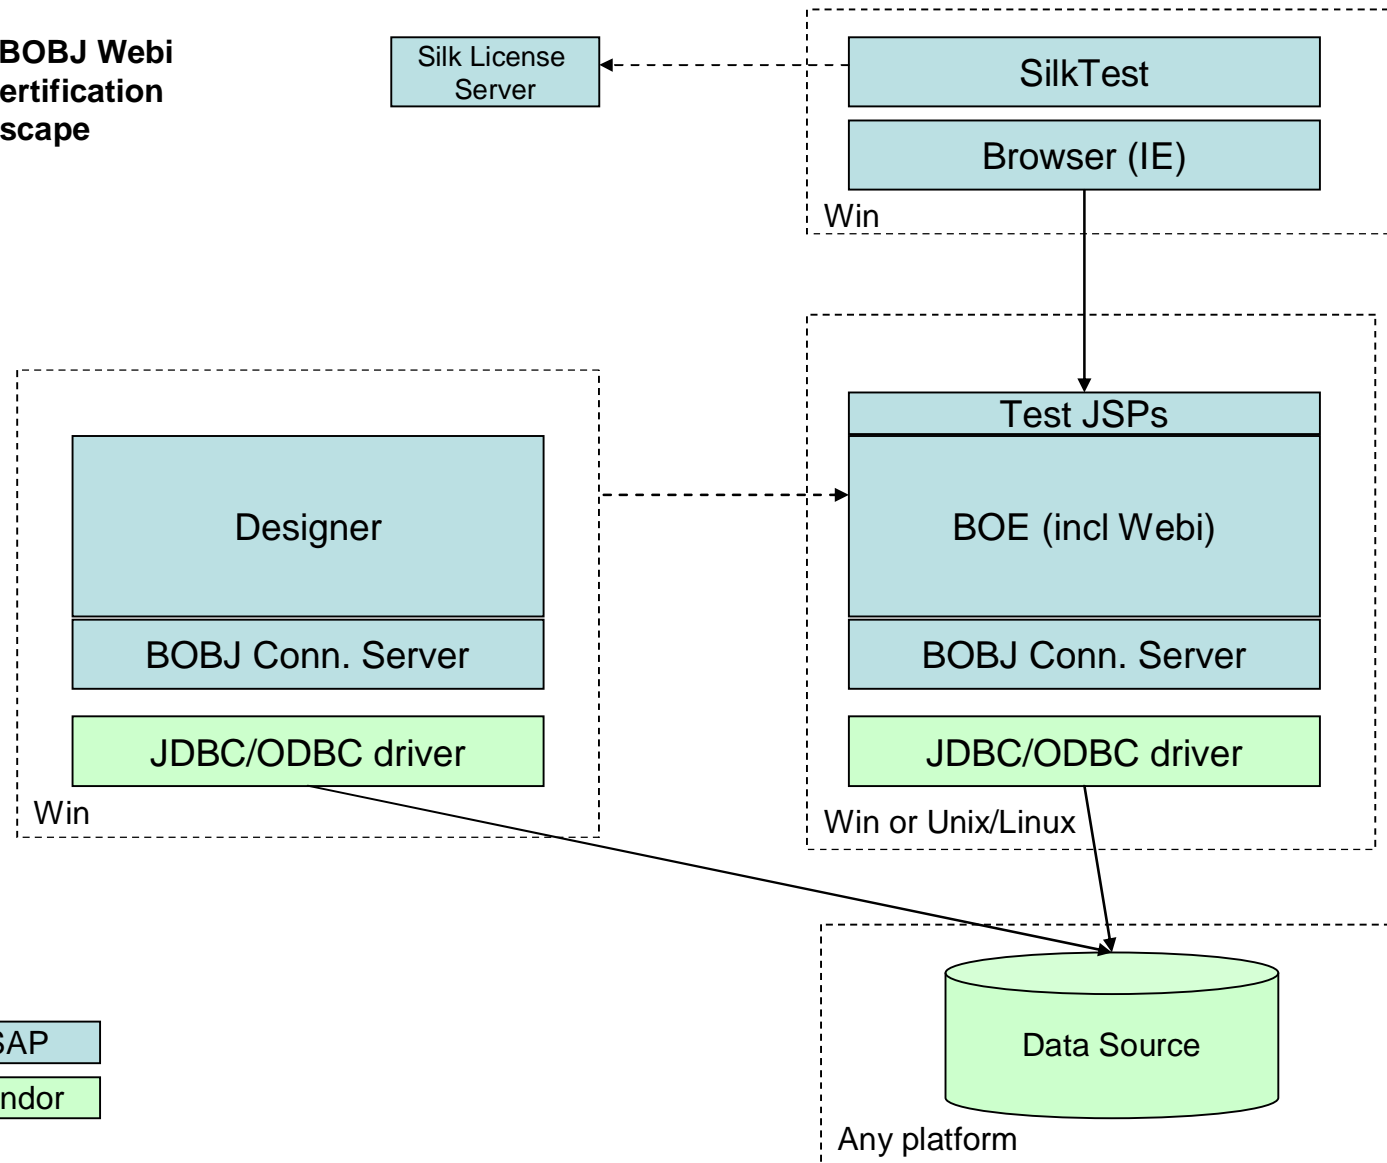 BOBJ Webi
ertification
scape
Silk License
Server
SilkTest
Browser (IE)
Win
Test JSPs
BOE (incl Webi)
BOBJ Conn. Server
JDBC/ODBC driver
Win or Unix/Linux
Designer
BOBJ Conn. Server
JDBC/ODBC driver
Win
Data Source
Any platform
SAP
ndor